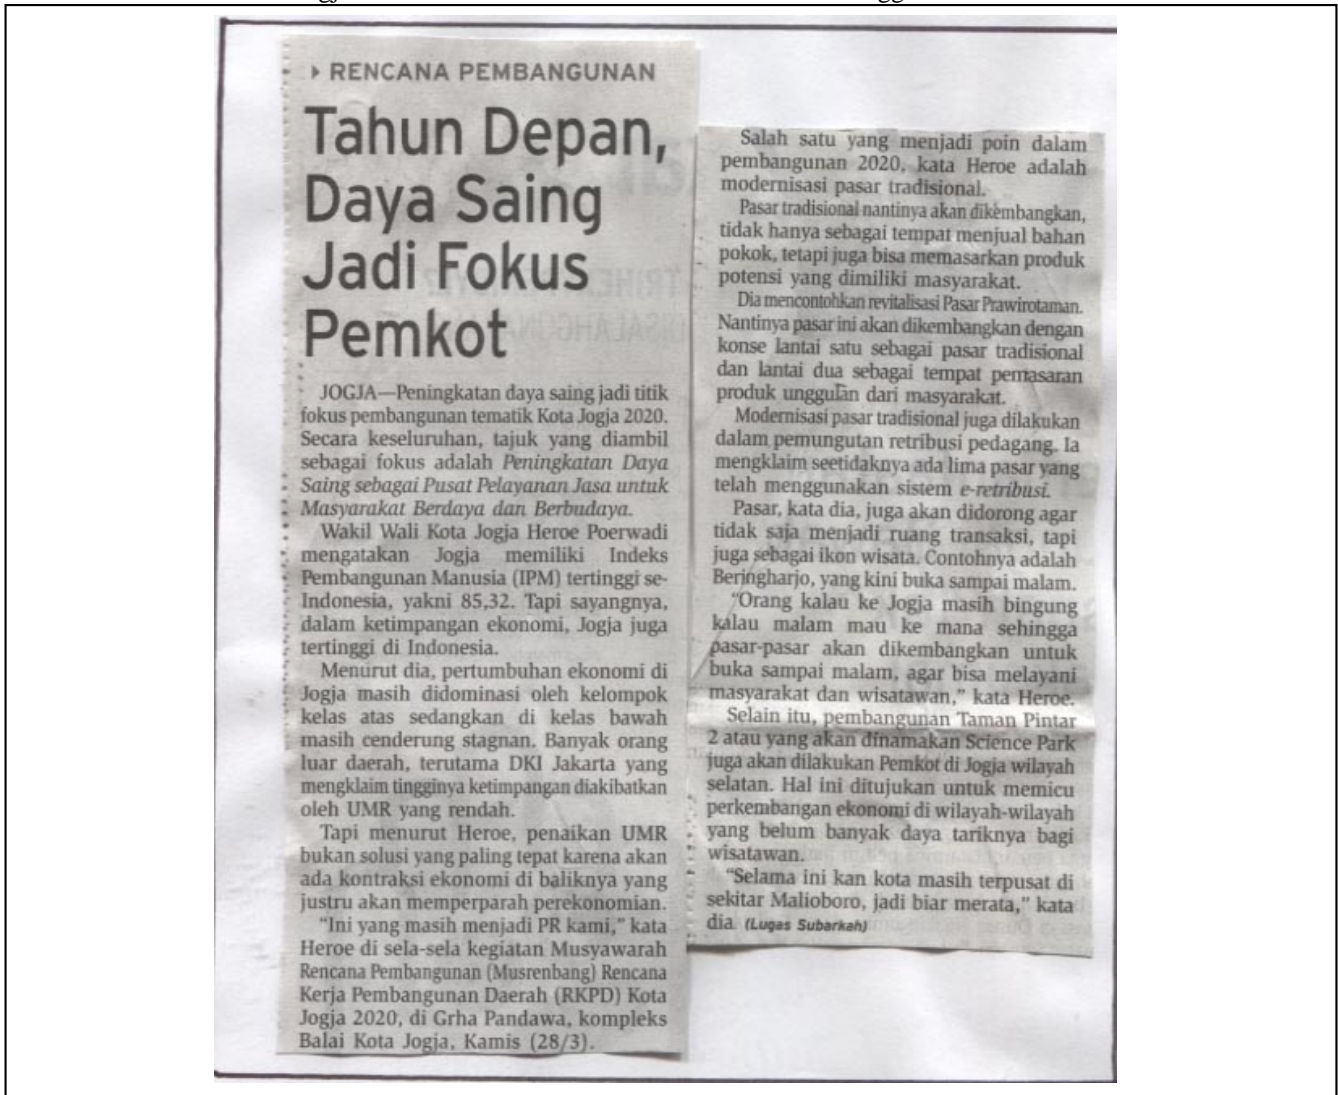 RENCANA PEMBANGUNAN
Tahun Depan,
Daya Saing
Jadi Fokus
Pemkot
JOGJA—Peningkatan daya saing jadi titik
fokus pembangunan tematik Kota Jogja 2020.
Secara keseluruhan, tajuk yang diambil
sebagai fokus adalah Peningkatan Daya
Saing sebagai Pusat Pelayanan Jasa untuk
Masyarakat Berdaya dan Berbudaya.
Wakil Wali Kota Jogja Heroe Poerwadi
mengatakan Jogja memiliki Indeks
Pembangunan Manusia (IPM) tertinggi se-
Indonesia, yakni 85,32. Tapi sayangnya,
dalam ketimpangan ekonomi, Jogja juga
tertinggi di Indonesia.
Menurut dia, pertumbuhan ekonomi di
Jogja masih didominasi oleh kelompok
kelas atas sedangkan di kelas bawah
masih cenderung stagnan. Banyak orang
luar daerah, terutama DKI Jakarta yang
mengklaim tingginya ketimpangan diakibatkan
oleh UMR yang rendah.
Tapi menurut Heroe, penaikan UMR
bukan solusi yang paling tepat karena akan
ada kontraksi ekonomi di baliknya yang
justru akan memperparah perekonomian.
“Ini yang masih menjadi PR kami,” kata
Heroe di sela-sela kegiatan Musyawarah
Rencana Pembangunan (Musrenbang) Rencana
Kerja Pembangunan Daerah (RKPD) Kota
Jogja 2020, di Grha Pandawa, kompleks
Balai Kota Jogja, Kamis (28/3).
Salah satu yang menjadi poin dalam
pembangunan 2020, kata Heroe adalah
modernisasi pasar tradisional.
Pasar tradisional nantinya akan dikembangkan,
tidak hanya sebagai tempat menjual bahan
pokok, tetapi juga bisa memasarkan produk
potensi yang dimiliki masyarakat.
Dia mencontohkan revitalisasi Pasar Prawirotaman.
Nantinya pasar ini akan dikembangkan dengan
konse lantai satu sebagai pasar tradisional
dan lantai dua sebagai tempat pemasaran
produk unggulan dari masyarakat.
Modernisasi pasar tradisional juga dilakukan
dalam pemungutan retribusi pedagang. Ia
mengklaim seetidaknya ada lima pasar yang
telah menggunakan sistem e-retribusi.
Pasar, kata dia, juga akan didorong agar
tidak saja menjadi ruang transaksi, tapi
juga sebagai ikon wisata. Contohnya adalah
Beringharjo, yang kini buka sampai malam.
“Orang kalau ke Jogja masih bingung
kalau malam mau ke mana sehingga
pasar-pasar akan dikembangkan untuk
buka sampai malam, agar bisa melayani
masyarakat dan wisatawan,” kata Heroe.
Selain itu, pembangunan Taman Pintar
2 atau yang akan dinamakan Science Park
juga akan dilakukan Pemkot di Jogja wilayah
selatan. Hal ini ditujukan untuk memicu
perkembangan ekonomi di wilayah-wilayah
yang belum banyak daya tariknya bagi
wisatawan.
“Selama ini kan kota masih terpusat di
sekitar Malioboro, jadi biar merata,” kata
dia. (Lugas Subarkah)